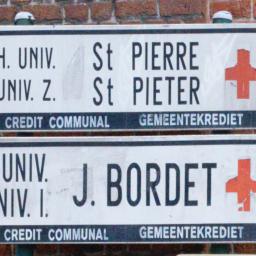 H. UNIV. St PIERRE
UNIV. Z. St PIETER
CREDIT COMMUNAL GEMEENTEKREDIET
UNIV. J. BORDET
NIV. I.
CREDIT COMMUNAL GEMEENTEKREDIET